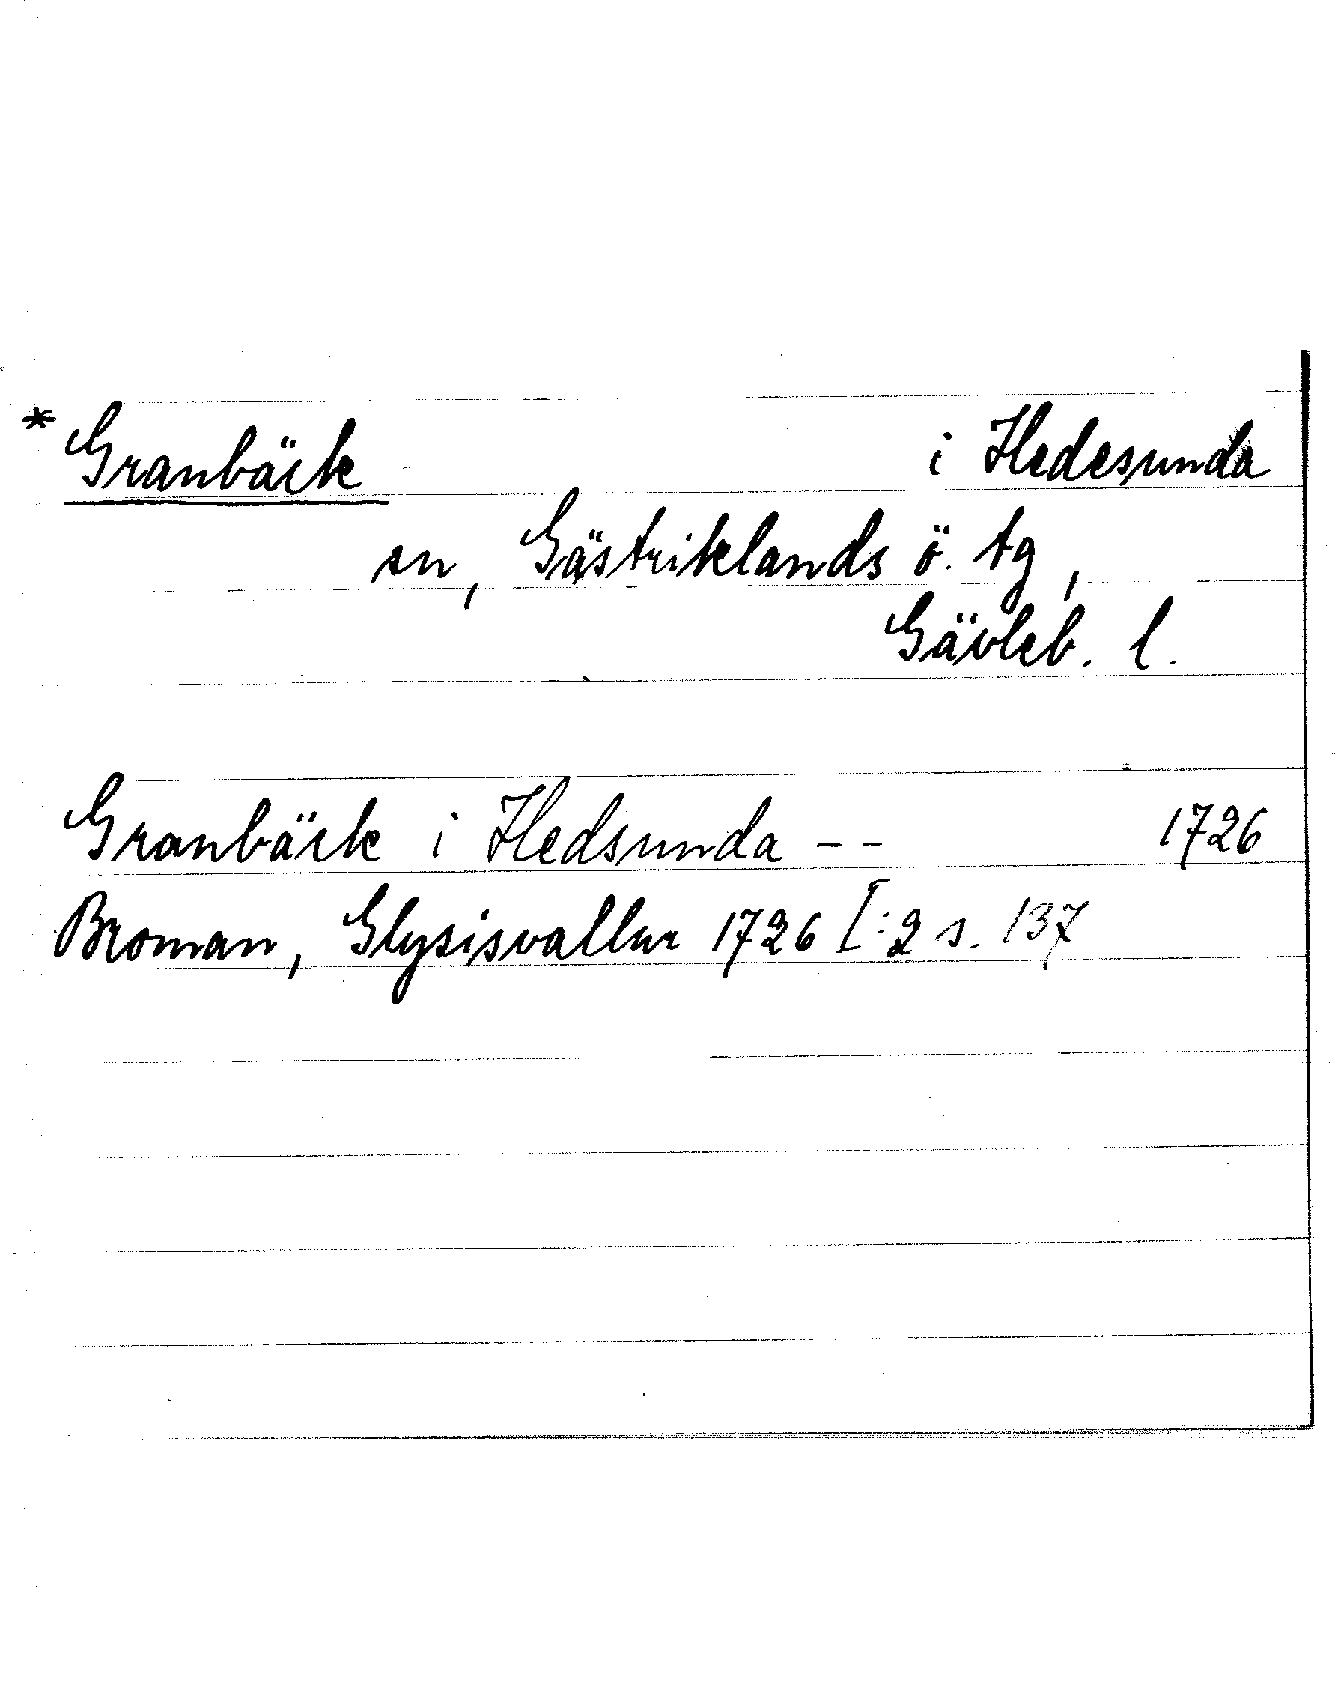 * Granbäck i Hedesunda
sn, Gästriklands ö. tg,
Gävleb. l.
Granbäck i Hedsunda -- 1726
Broman, Glysisvallur 1726 I:2 s. 137